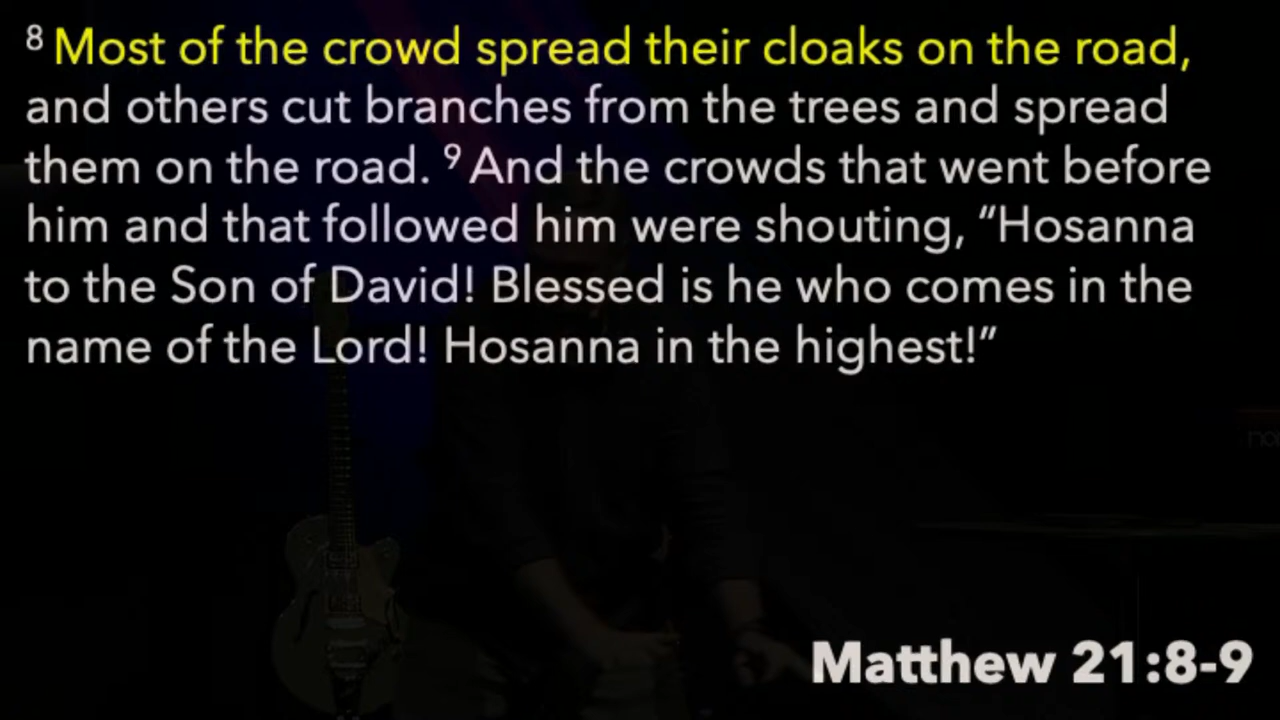 ⁸ Most of the crowd spread their cloaks on the road,
and others cut branches from the trees and spread
them on the road. ⁹ And the crowds that went before
him and that followed him were shouting, “Hosanna
to the Son of David! Blessed is he who comes in the
name of the Lord! Hosanna in the highest!”
Matthew 21:8-9